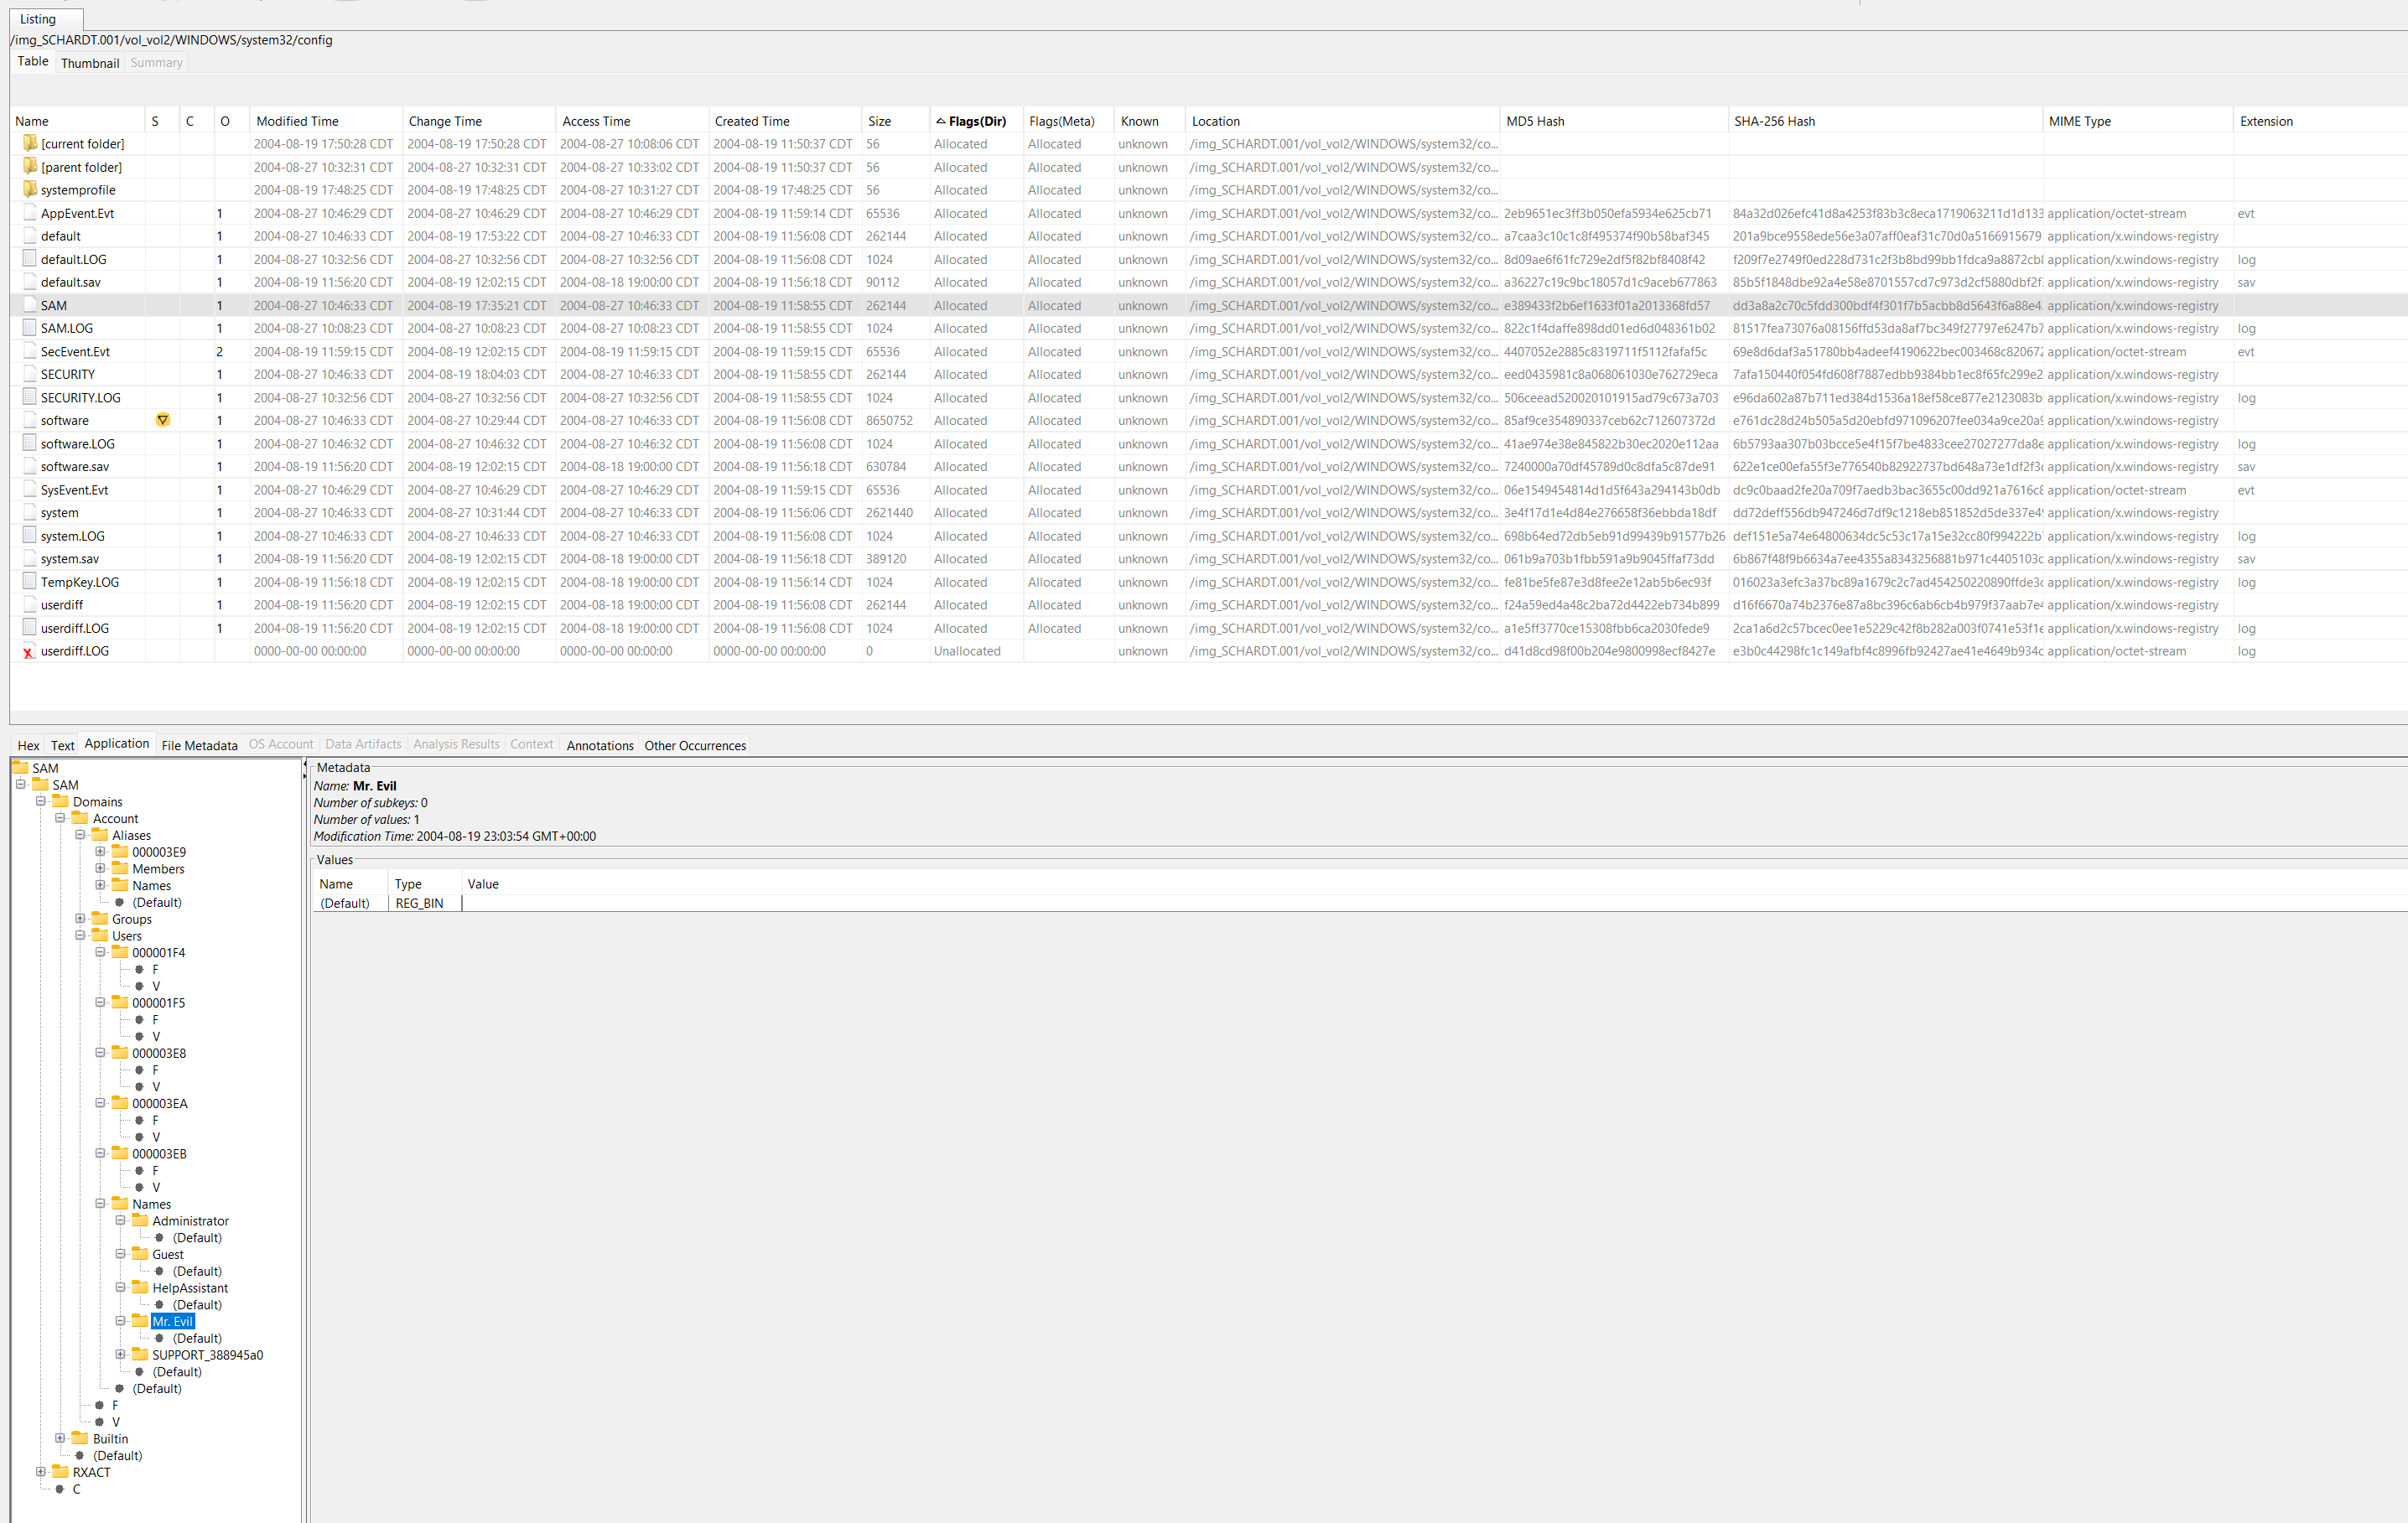 Listing
/img_SCHARDT.001/vol_vol2/WINDOWS/system32/config
Table Thumbnail Summary
Name S C O Modified Time Change Time Access Time Created Time Size Flags(Dir) Flags(Meta) Known Location MD5 Hash SHA-256 Hash MIME Type Extension
[current folder] 2004-08-19 17:50:28 CDT 2004-08-19 17:50:28 CDT 2004-08-27 10:08:06 CDT 2004-08-19 11:50:37 CDT 56 Allocated Allocated unknown /img_SCHARDT.001/vol_vol2/WINDOWS/system32/co...
[parent folder] 2004-08-27 10:32:31 CDT 2004-08-27 10:32:31 CDT 2004-08-27 10:33:02 CDT 2004-08-19 11:50:37 CDT 56 Allocated Allocated unknown /img_SCHARDT.001/vol_vol2/WINDOWS/system32/co...
systemprofile 2004-08-19 17:48:25 CDT 2004-08-19 17:48:25 CDT 2004-08-27 10:31:27 CDT 2004-08-19 17:48:25 CDT 56 Allocated Allocated unknown /img_SCHARDT.001/vol_vol2/WINDOWS/system32/co...
AppEvent.Evt 1 2004-08-27 10:46:29 CDT 2004-08-27 10:46:29 CDT 2004-08-27 10:46:29 CDT 2004-08-19 11:59:14 CDT 65536 Allocated Allocated unknown /img_SCHARDT.001/vol_vol2/WINDOWS/system32/co... 2eb9651ec3ff3b050efa5934e625cb71 84a32d026efc41d8a4253f83b3c8eca1719063211d1d133 application/octet-stream evt
default 1 2004-08-27 10:46:33 CDT 2004-08-19 17:53:22 CDT 2004-08-27 10:46:33 CDT 2004-08-19 11:56:08 CDT 262144 Allocated Allocated unknown /img_SCHARDT.001/vol_vol2/WINDOWS/system32/co... a7caa3c10c1c8f495374f90b58baf345 201a9bce9558ede56e3a07aff0eaf31c70d0a5166915679 application/x.windows-registry
default.LOG 1 2004-08-27 10:32:56 CDT 2004-08-27 10:32:56 CDT 2004-08-27 10:32:56 CDT 2004-08-19 11:56:08 CDT 1024 Allocated Allocated unknown /img_SCHARDT.001/vol_vol2/WINDOWS/system32/co... 8d09ae6f61fc729e2df5f82bf8408f42 f209f7e2749f0ed228d731c2f3b8bd99bb1fdca9a8872cb8 application/x.windows-registry log
default.sav 1 2004-08-19 11:56:20 CDT 2004-08-19 12:02:15 CDT 2004-08-18 19:00:00 CDT 2004-08-19 11:56:18 CDT 90112 Allocated Allocated unknown /img_SCHARDT.001/vol_vol2/WINDOWS/system32/co... a36227c19c9bc18057d1c9aceb677863 85b5f1848dbe92a4e58e8701557cd7c973d2cf5880dbf2f application/x.windows-registry sav
SAM 1 2004-08-27 10:46:33 CDT 2004-08-19 17:35:21 CDT 2004-08-27 10:46:33 CDT 2004-08-19 11:58:55 CDT 262144 Allocated Allocated unknown /img_SCHARDT.001/vol_vol2/WINDOWS/system32/co... e389433f2b6ef1633f01a2013368fd57 dd3a8a2c70c5fdd300bdf4f301f7b5acbb8d5643f6a88e4 application/x.windows-registry
SAM.LOG 1 2004-08-27 10:08:23 CDT 2004-08-27 10:08:23 CDT 2004-08-27 10:08:23 CDT 2004-08-19 11:58:55 CDT 1024 Allocated Allocated unknown /img_SCHARDT.001/vol_vol2/WINDOWS/system32/co... 822c1f4daffe898dd01ed6d048361b02 81517fea73076a08156ffd53da8af7bc349f27797e6247b7 application/x.windows-registry log
SecEvent.Evt 2 2004-08-19 11:59:15 CDT 2004-08-19 12:02:15 CDT 2004-08-19 11:59:15 CDT 2004-08-19 11:59:15 CDT 65536 Allocated Allocated unknown /img_SCHARDT.001/vol_vol2/WINDOWS/system32/co... 4407052e2885c8319711f5112fafaf5c 69e8d6daf3a51780bb4adeef4190622bec003468c820672 application/octet-stream evt
SECURITY 1 2004-08-27 10:46:33 CDT 2004-08-19 18:04:03 CDT 2004-08-27 10:46:33 CDT 2004-08-19 11:58:55 CDT 262144 Allocated Allocated unknown /img_SCHARDT.001/vol_vol2/WINDOWS/system32/co... eed0435981c8a068061030e762729eca 7afa150440f054fd608f7887edbb9384bb1ec8f65fc299e2 application/x.windows-registry
SECURITY.LOG 1 2004-08-27 10:32:56 CDT 2004-08-27 10:32:56 CDT 2004-08-27 10:32:56 CDT 2004-08-19 11:58:55 CDT 1024 Allocated Allocated unknown /img_SCHARDT.001/vol_vol2/WINDOWS/system32/co... 506ceead520020101915ad79c673a703 e96da602a87b711ed384d1536a18ef58ce877e2123083b application/x.windows-registry log
software 1 2004-08-27 10:46:33 CDT 2004-08-27 10:29:44 CDT 2004-08-27 10:46:33 CDT 2004-08-19 11:56:08 CDT 8650752 Allocated Allocated unknown /img_SCHARDT.001/vol_vol2/WINDOWS/system32/co... 85af9ce354890337ceb62c712607372d e761dc28d24b505a5d20ebfd971096207fee034a9ce20a9 application/x.windows-registry
software.LOG 1 2004-08-27 10:46:32 CDT 2004-08-27 10:46:32 CDT 2004-08-27 10:46:32 CDT 2004-08-19 11:56:08 CDT 1024 Allocated Allocated unknown /img_SCHARDT.001/vol_vol2/WINDOWS/system32/co... 41ae974e38e845822b30ec2020e112aa 6b5793aa307b03bcce5e4f15f7be4833cee27027277da8e application/x.windows-registry log
software.sav 1 2004-08-19 11:56:20 CDT 2004-08-19 12:02:15 CDT 2004-08-18 19:00:00 CDT 2004-08-19 11:56:18 CDT 630784 Allocated Allocated unknown /img_SCHARDT.001/vol_vol2/WINDOWS/system32/co... 7240000a70df45789d0c8dfa5c87de91 622e1ce00efa55f3e776540b82922737bd648a73e1df2f3 application/x.windows-registry sav
SysEvent.Evt 1 2004-08-27 10:46:29 CDT 2004-08-27 10:46:29 CDT 2004-08-27 10:46:29 CDT 2004-08-19 11:59:15 CDT 65536 Allocated Allocated unknown /img_SCHARDT.001/vol_vol2/WINDOWS/system32/co... 06e1549454814d1d5f643a294143b0db dc9c0baad2fe20a709f7aedb3bac3655c00dd921a7616c8 application/octet-stream evt
system 1 2004-08-27 10:46:33 CDT 2004-08-27 10:31:44 CDT 2004-08-27 10:46:33 CDT 2004-08-19 11:56:06 CDT 2621440 Allocated Allocated unknown /img_SCHARDT.001/vol_vol2/WINDOWS/system32/co... 3e4f17d1e4d84e276658f36ebbda18df dd72deff556db947246d7df9c1218eb851852d5de337e4 application/x.windows-registry
system.LOG 1 2004-08-27 10:46:33 CDT 2004-08-27 10:46:33 CDT 2004-08-27 10:46:33 CDT 2004-08-19 11:56:08 CDT 1024 Allocated Allocated unknown /img_SCHARDT.001/vol_vol2/WINDOWS/system32/co... 698b64ed72db5eb91d99439b91577b26 def151e5a74e64800634dc5c53c17a15e32cc80f994222b application/x.windows-registry log
system.sav 1 2004-08-19 11:56:20 CDT 2004-08-19 12:02:15 CDT 2004-08-18 19:00:00 CDT 2004-08-19 11:56:18 CDT 389120 Allocated Allocated unknown /img_SCHARDT.001/vol_vol2/WINDOWS/system32/co... 061b9a703b1fbb591a9b9045ffaf73dd 6b867f48f9b6634a7ee4355a8343256881b971c4405103c application/x.windows-registry sav
TempKey.LOG 1 2004-08-19 11:56:18 CDT 2004-08-19 12:02:15 CDT 2004-08-18 19:00:00 CDT 2004-08-19 11:56:14 CDT 1024 Allocated Allocated unknown /img_SCHARDT.001/vol_vol2/WINDOWS/system32/co... fe81be5fe87e3d8fee2e12ab5b6ec93f 016023a3efc3a37bc89a1679c2c7ad454250220890ffde3c application/x.windows-registry log
userdiff 1 2004-08-19 11:56:20 CDT 2004-08-19 12:02:15 CDT 2004-08-18 19:00:00 CDT 2004-08-19 11:56:08 CDT 262144 Allocated Allocated unknown /img_SCHARDT.001/vol_vol2/WINDOWS/system32/co... f24a59ed4a48c2ba72d4422eb734b899 d16f6670a74b2376e87a8bc396c6ab6cb4b979f37aab7e4 application/x.windows-registry
userdiff.LOG 1 2004-08-19 11:56:20 CDT 2004-08-19 12:02:15 CDT 2004-08-18 19:00:00 CDT 2004-08-19 11:56:08 CDT 1024 Allocated Allocated unknown /img_SCHARDT.001/vol_vol2/WINDOWS/system32/co... a1e5ff3770ce15308fbb6ca2030fede9 2ca1a6d2c57bcec0ee1e5229c42f8b282a003f0741e53f1e application/x.windows-registry log
userdiff.LOG 0000-00-00 00:00:00 0000-00-00 00:00:00 0000-00-00 00:00:00 0000-00-00 00:00:00 0 Unallocated unknown /img_SCHARDT.001/vol_vol2/WINDOWS/system32/co... d41d8cd98f00b204e9800998ecf8427e e3b0c44298fc1c149afbf4c8996fb92427ae41e4649b934c application/octet-stream log
Hex Text Application File Metadata OS Account Data Artifacts Analysis Results Context Annotations Other Occurrences
SAM
SAM
Domains
Account
Aliases
000003E9
Members
Names
(Default)
Groups
Users
000001F4
F
V
000001F5
F
V
000003E8
F
V
000003EA
F
V
000003EB
F
V
Names
Administrator
(Default)
Guest
(Default)
HelpAssistant
(Default)
Mr. Evil
(Default)
SUPPORT_388945a0
(Default)
(Default)
F
V
Builtin
(Default)
RXACT
C
Metadata
Name: Mr. Evil
Number of subkeys: 0
Number of values: 1
Modification Time: 2004-08-19 23:03:54 GMT+00:00
Values
Name Type Value
(Default) REG_BIN